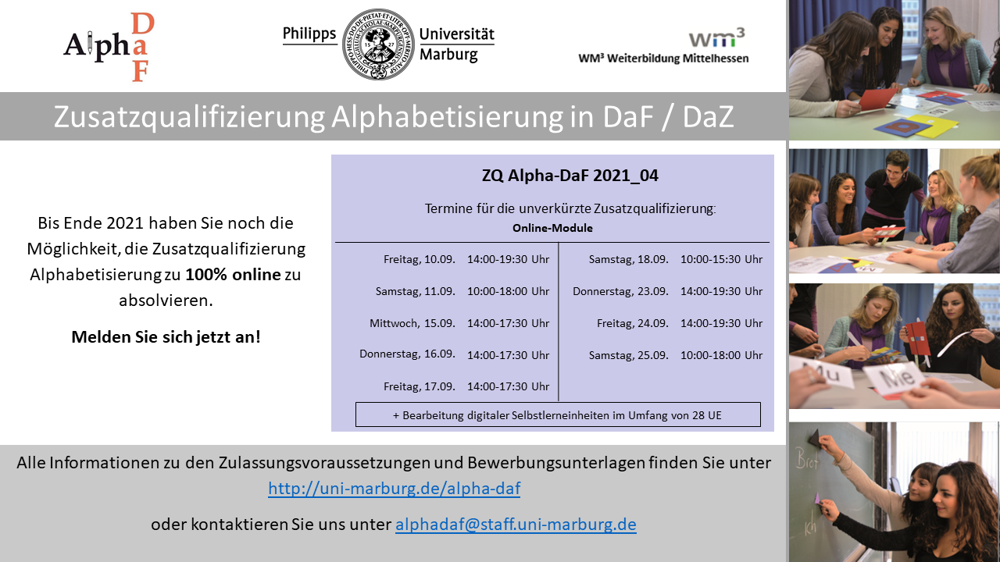 Alpha
DaF
Philipps
Universität
Marburg
15 27
wm³
WM³ Weiterbildung Mittelhessen
Zusatzqualifizierung Alphabetisierung in DaF / DaZ
Bis Ende 2021 haben Sie noch die
Möglichkeit, die Zusatzqualifizierung
Alphabetisierung zu 100% online zu
absolvieren.
Melden Sie sich jetzt an!
ZQ Alpha-DaF 2021_04
Termine für die unverkürzte Zusatzqualifizierung:
Online-Module
Freitag, 10.09. 14:00-19:30 Uhr
Samstag, 11.09. 10:00-18:00 Uhr
Mittwoch, 15.09. 14:00-17:30 Uhr
Donnerstag, 16.09. 14:00-17:30 Uhr
Freitag, 17.09. 14:00-17:30 Uhr
Samstag, 18.09. 10:00-15:30 Uhr
Donnerstag, 23.09. 14:00-19:30 Uhr
Freitag, 24.09. 14:00-19:30 Uhr
Samstag, 25.09. 10:00-18:00 Uhr
+ Bearbeitung digitaler Selbstlerneinheiten im Umfang von 28 UE
Alle Informationen zu den Zulassungsvoraussetzungen und Bewerbungsunterlagen finden Sie unter
http://uni-marburg.de/alpha-daf
oder kontaktieren Sie uns unter alphadaf@staff.uni-marburg.de
Mu
Me
Brot
ich